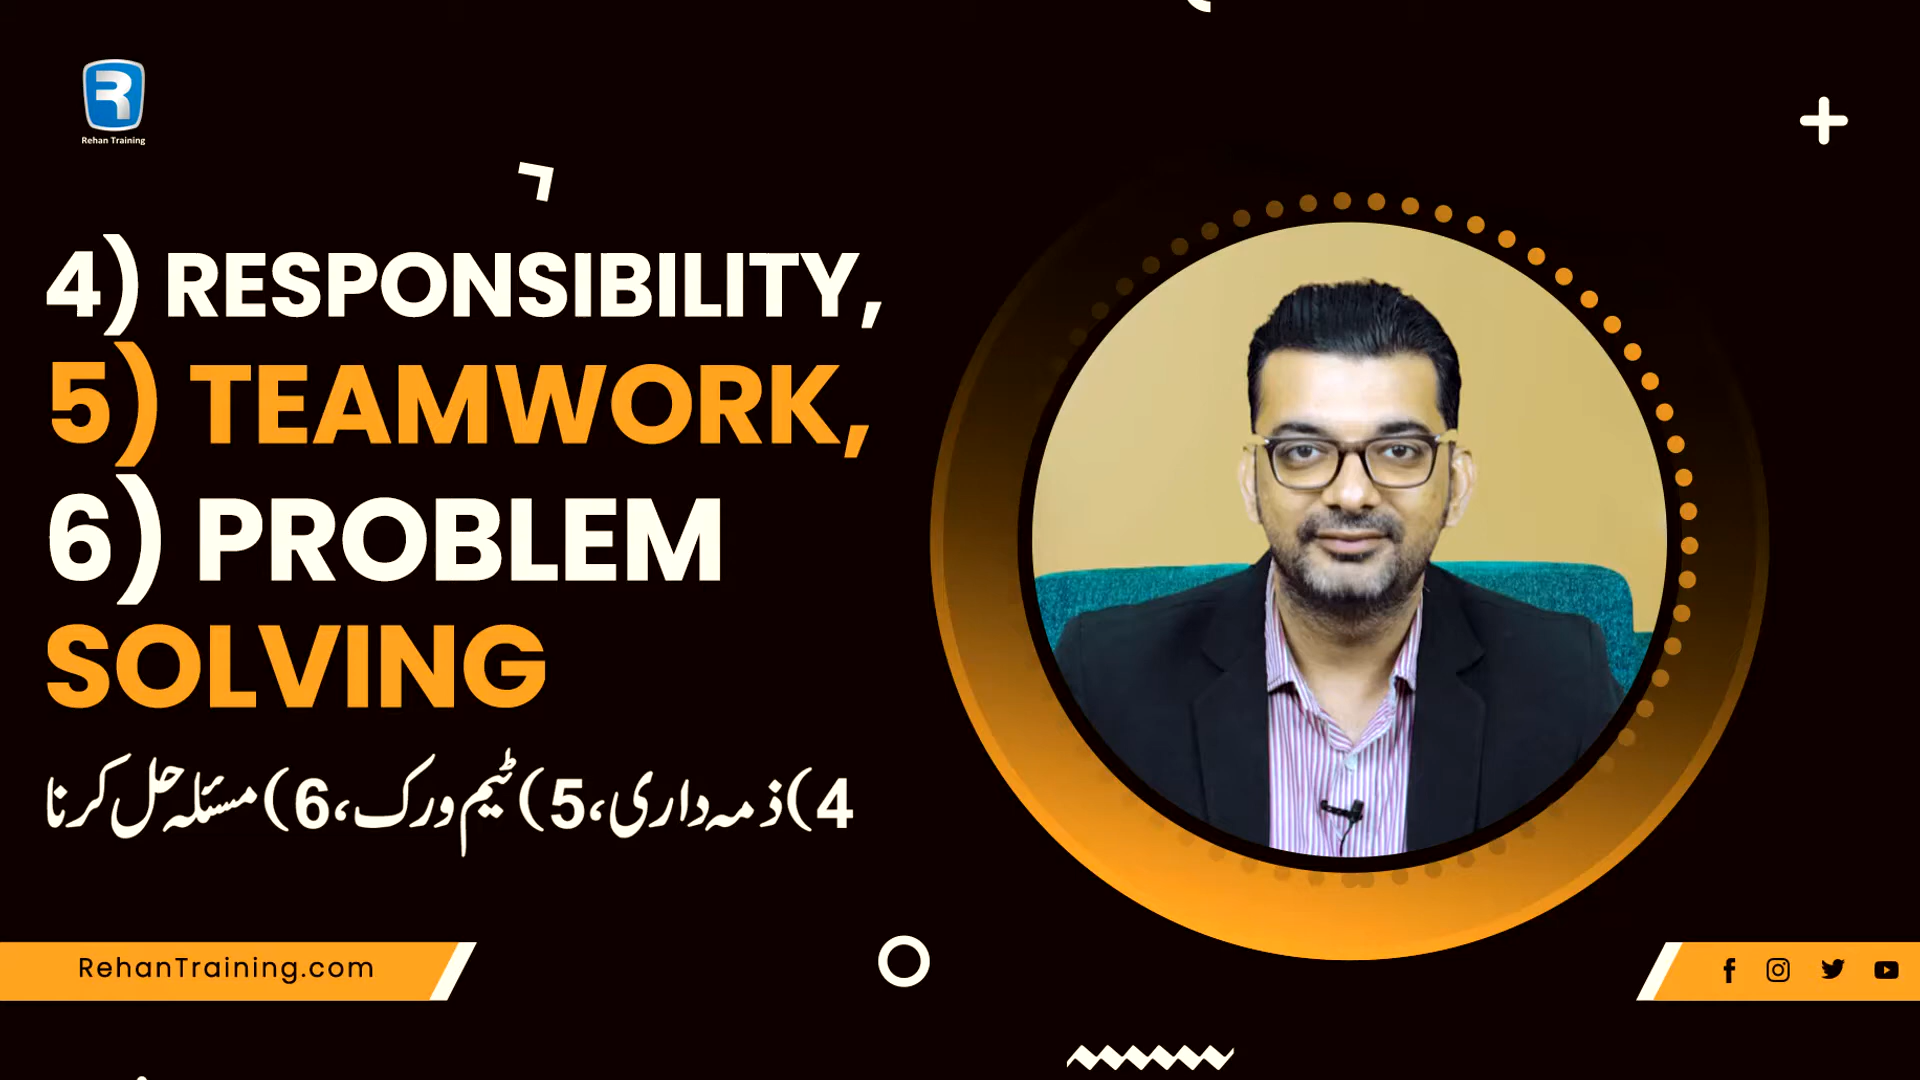 Rehan Training
4) RESPONSIBILITY,
5) TEAMWORK,
6) PROBLEM
SOLVING
4) ذمہ داری، 5) ٹیم ورک، 6) مسئلہ حل کرنا
RehanTraining.com